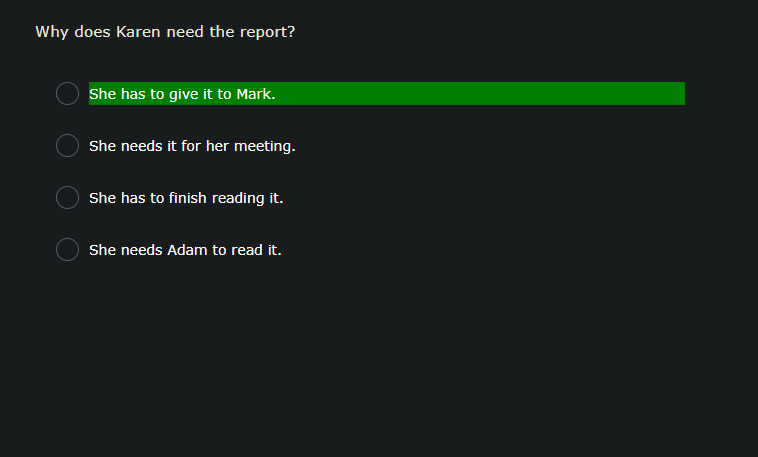 Why does Karen need the report?
She has to give it to Mark.
She needs it for her meeting.
She has to finish reading it.
She needs Adam to read it.